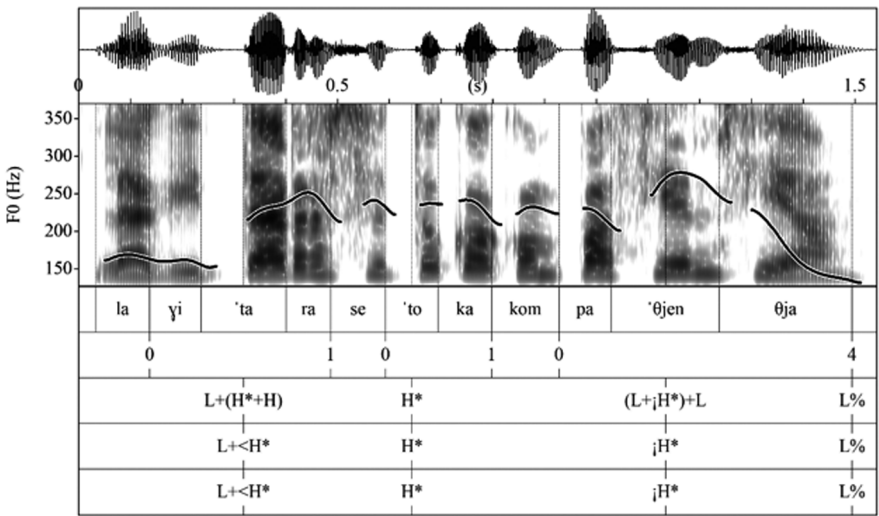 0 0.5 (s) 1.5
350
300
250
200
150
F0 (Hz)
la ɣi ˈta ra se ˈto ka kom pa ˈθjen θja
0 1 0 1 0 4
L+(H*+H) H* (L+¡H*)+L L%
L+<H* H* ¡H* L%
L+<H* H* ¡H* L%